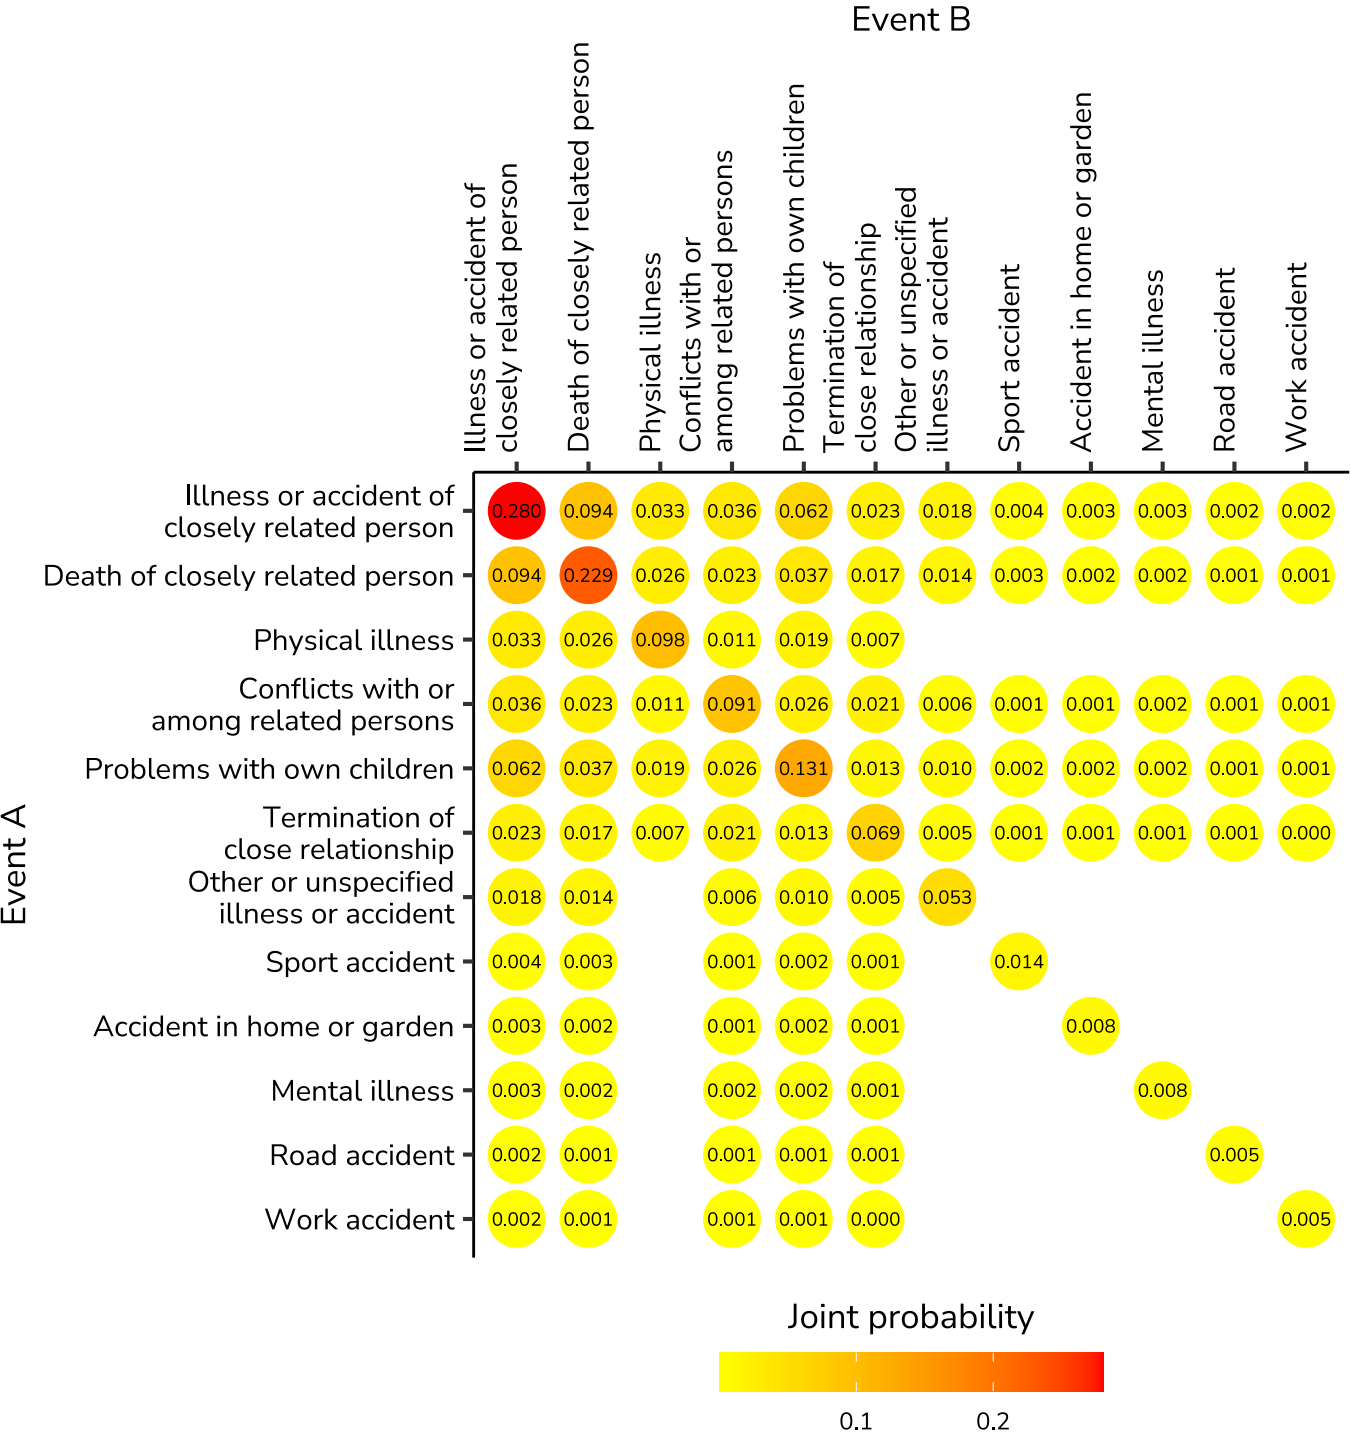 Event B
Illness or accident of
closely related person
Death of closely related person
Physical illness
Conflicts with or
among related persons
Problems with own children
Termination of
close relationship
Other or unspecified
illness or accident
Sport accident
Accident in home or garden
Mental illness
Road accident
Work accident
Event A
Illness or accident of
closely related person
0.280 0.094 0.033 0.036 0.062 0.023 0.018 0.004 0.003 0.003 0.002 0.002
Death of closely related person 0.094 0.229 0.026 0.023 0.037 0.017 0.014 0.003 0.002 0.002 0.001 0.001
Physical illness 0.033 0.026 0.098 0.011 0.019 0.007
Conflicts with or
among related persons
0.036 0.023 0.011 0.091 0.026 0.021 0.006 0.001 0.001 0.002 0.001 0.001
Problems with own children 0.062 0.037 0.019 0.026 0.131 0.013 0.010 0.002 0.002 0.002 0.001 0.001
Termination of
close relationship
0.023 0.017 0.007 0.021 0.013 0.069 0.005 0.001 0.001 0.001 0.001 0.000
Other or unspecified
illness or accident
0.018 0.014 0.006 0.010 0.005 0.053
Sport accident 0.004 0.003 0.001 0.002 0.001 0.014
Accident in home or garden 0.003 0.002 0.001 0.002 0.001 0.008
Mental illness 0.003 0.002 0.002 0.002 0.001 0.008
Road accident 0.002 0.001 0.001 0.001 0.001 0.005
Work accident 0.002 0.001 0.001 0.001 0.000 0.005
Joint probability
0.1 0.2